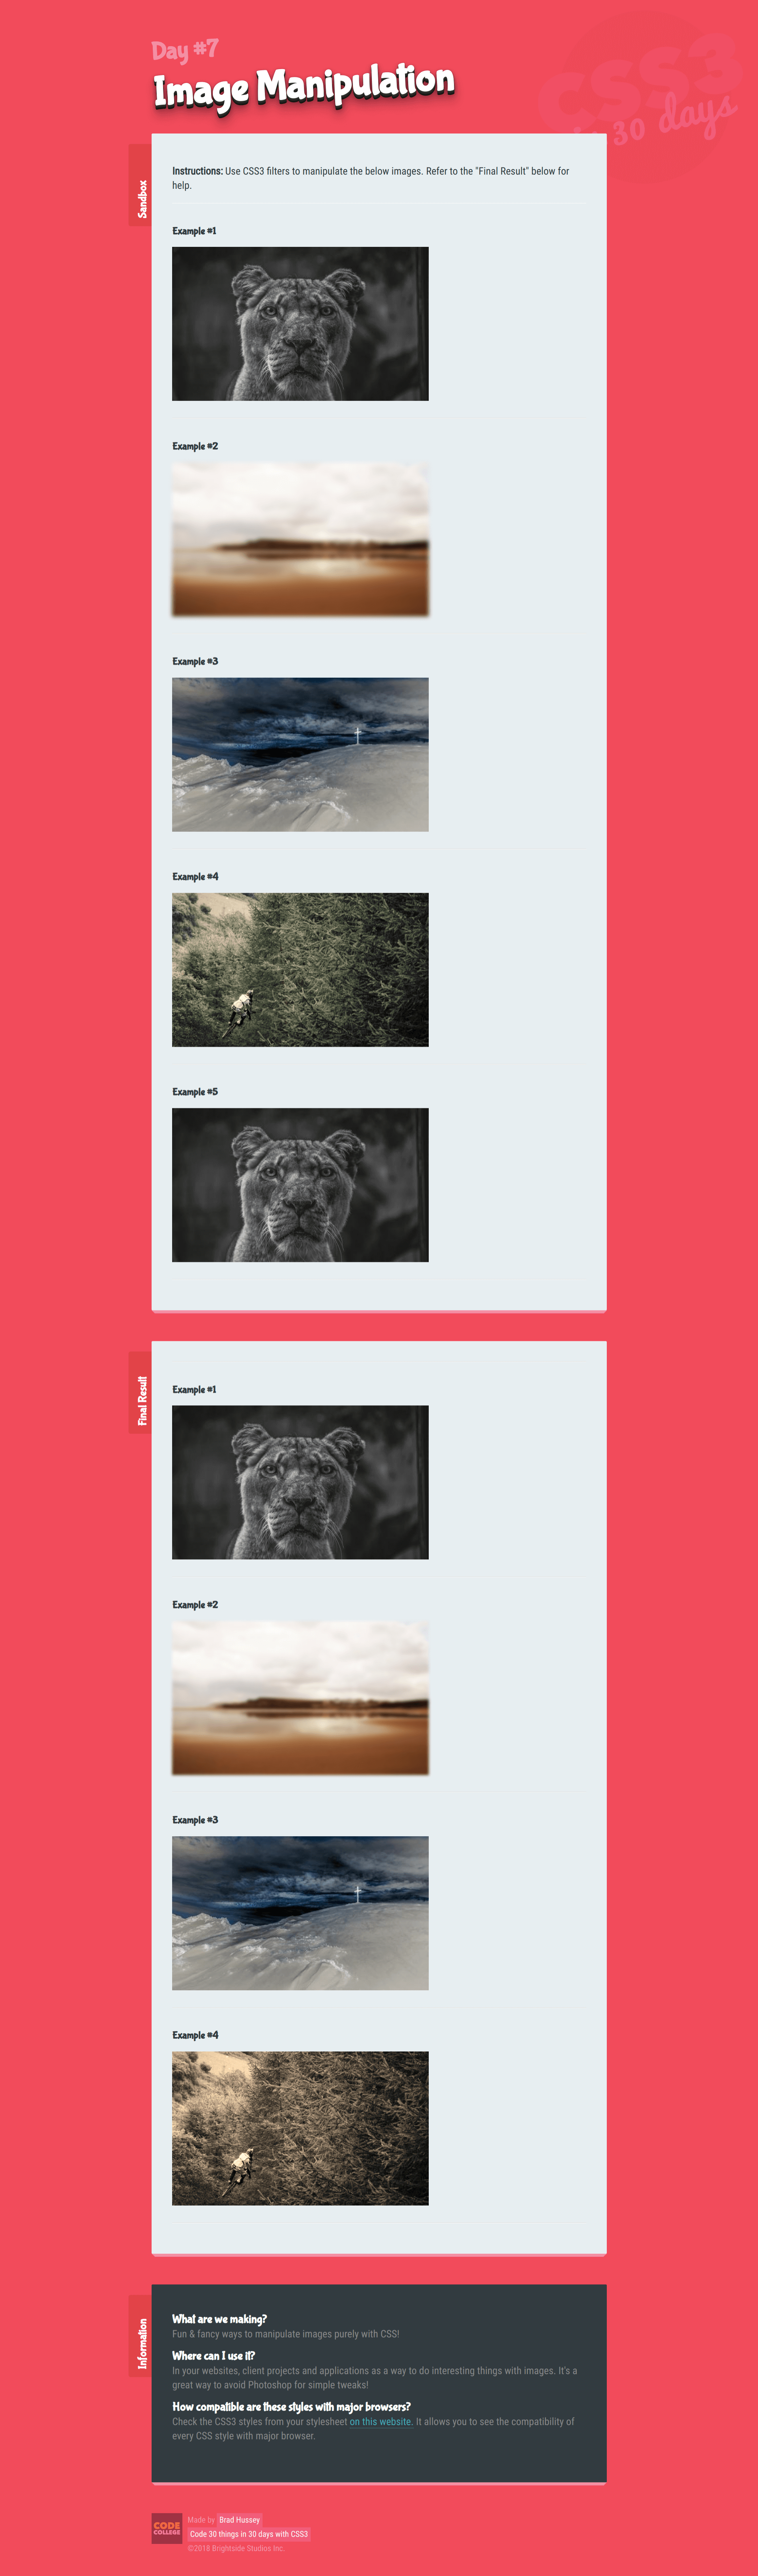 Day #7
Image Manipulation
CSS3
in 30 days
Sandbox
Instructions: Use CSS3 filters to manipulate the below images. Refer to the "Final Result" below for
help.
Example #1
Example #2
Example #3
Example #4
Example #5
Final Result
Example #1
Example #2
Example #3
Example #4
Information
What are we making?
Fun & fancy ways to manipulate images purely with CSS!
Where can I use it?
In your websites, client projects and applications as a way to do interesting things with images. It's a
great way to avoid Photoshop for simple tweaks!
How compatible are these styles with major browsers?
Check the CSS3 styles from your stylesheet on this website. It allows you to see the compatibility of
every CSS style with major browser.
CODE
COLLEGE
Made by Brad Hussey
Code 30 things in 30 days with CSS3
©2018 Brightside Studios Inc.